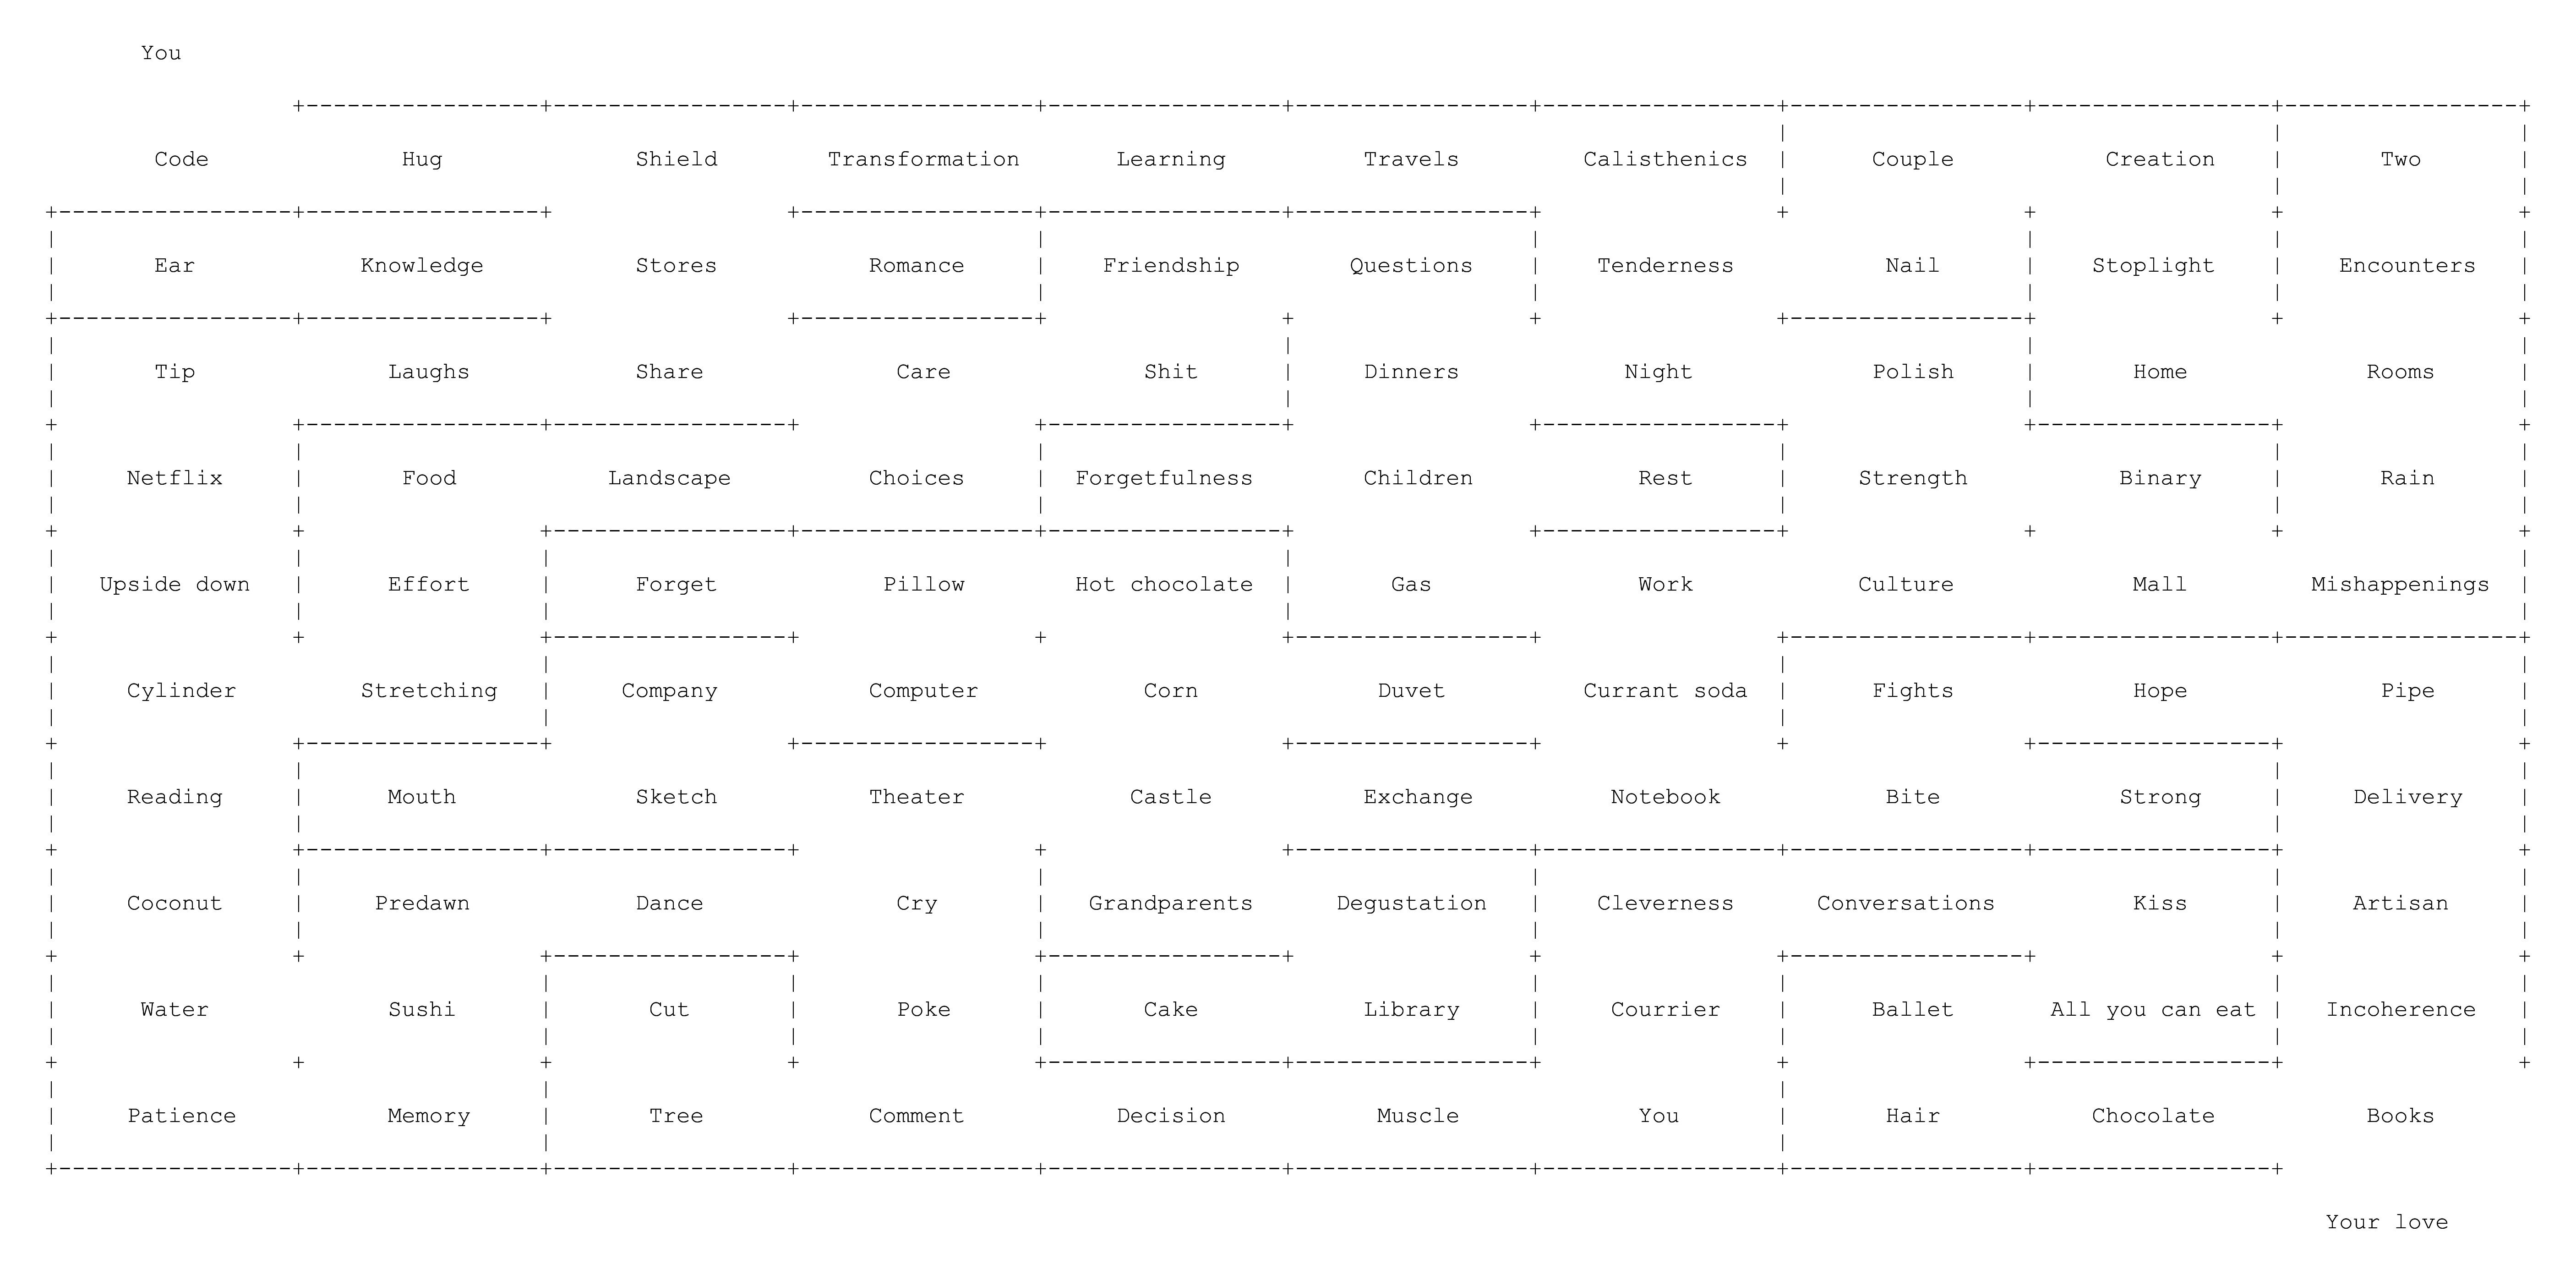 You
Code Hug Shield Transformation Learning Travels Calisthenics Couple Creation Two
Ear Knowledge Stores Romance Friendship Questions Tenderness Nail Stoplight Encounters
Tip Laughs Share Care Shit Dinners Night Polish Home Rooms
Netflix Food Landscape Choices Forgetfulness Children Rest Strength Binary Rain
Upside down Effort Forget Pillow Hot chocolate Gas Work Culture Mall Mishappenings
Cylinder Stretching Company Computer Corn Duvet Currant soda Fights Hope Pipe
Reading Mouth Sketch Theater Castle Exchange Notebook Bite Strong Delivery
Coconut Predawn Dance Cry Grandparents Degustation Cleverness Conversations Kiss Artisan
Water Sushi Cut Poke Cake Library Courrier Ballet All you can eat Incoherence
Patience Memory Tree Comment Decision Muscle You Hair Chocolate Books
Your love